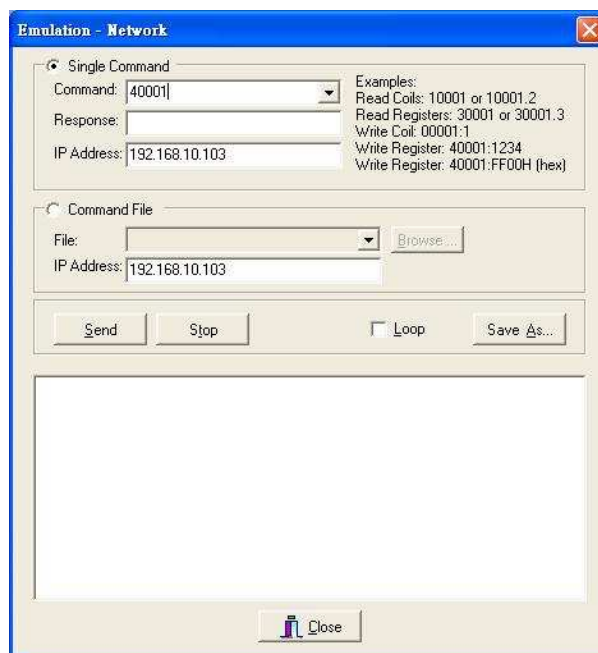 Emulation - Network
Single Command
Command: 40001
Response:
IP Address: 192.168.10.103
Examples:
Read Coils: 10001 or 10001.2
Read Registers: 30001 or 30001.3
Write Coil: 00001:1
Write Register: 40001:1234
Write Register: 40001:FF00H (hex)
Command File
File:
Browse ...
IP Address: 192.168.10.103
Send
Stop
Loop
Save As...
Close